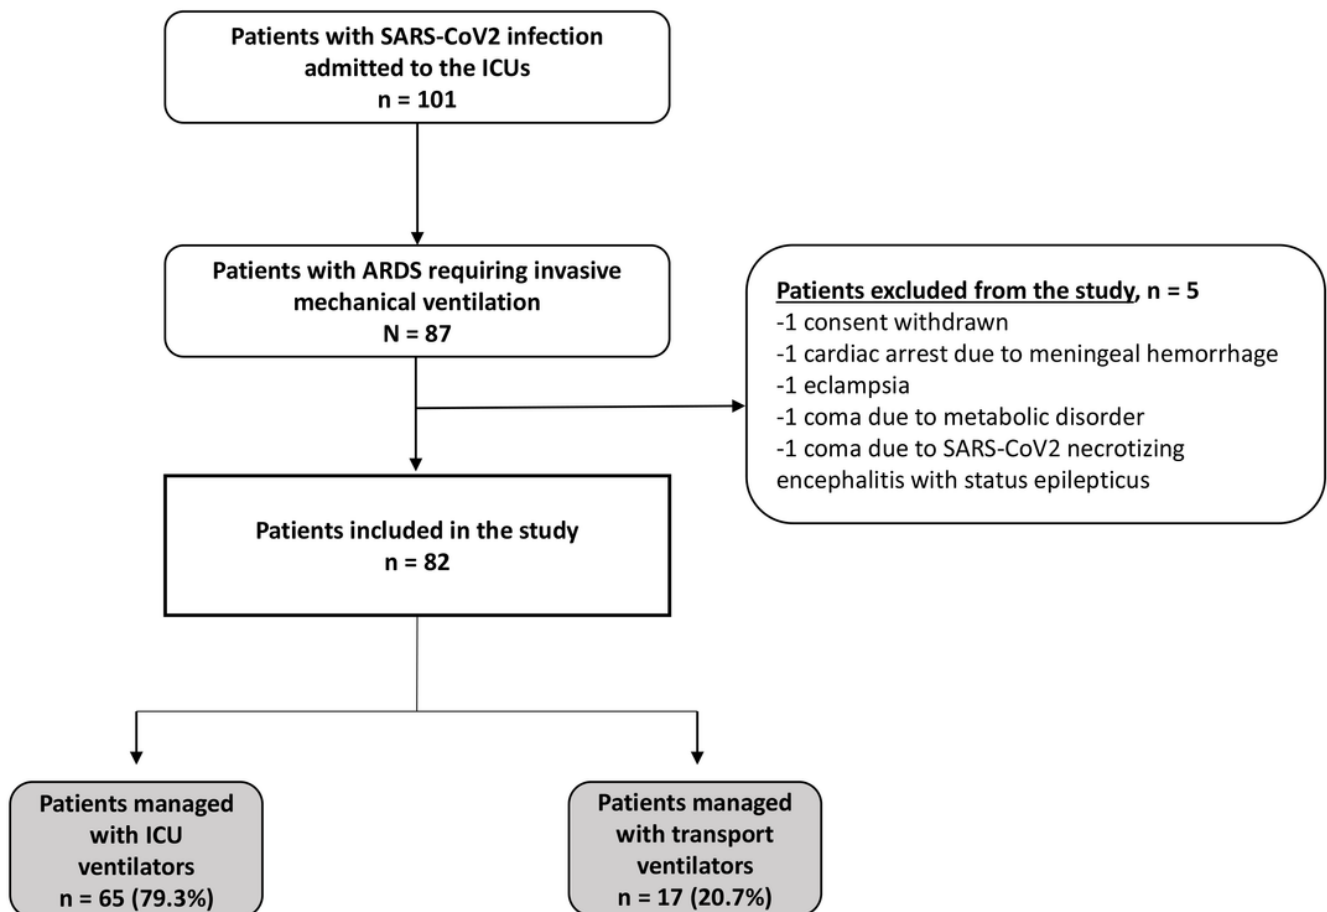 Patients with SARS-CoV2 infection
admitted to the ICUs
n = 101
Patients with ARDS requiring invasive
mechanical ventilation
N = 87
Patients excluded from the study, n = 5
-1 consent withdrawn
-1 cardiac arrest due to meningeal hemorrhage
-1 eclampsia
-1 coma due to metabolic disorder
-1 coma due to SARS-CoV2 necrotizing
encephalitis with status epilepticus
Patients included in the study
n = 82
Patients managed
with ICU
ventilators
n = 65 (79.3%)
Patients managed
with transport
ventilators
n = 17 (20.7%)